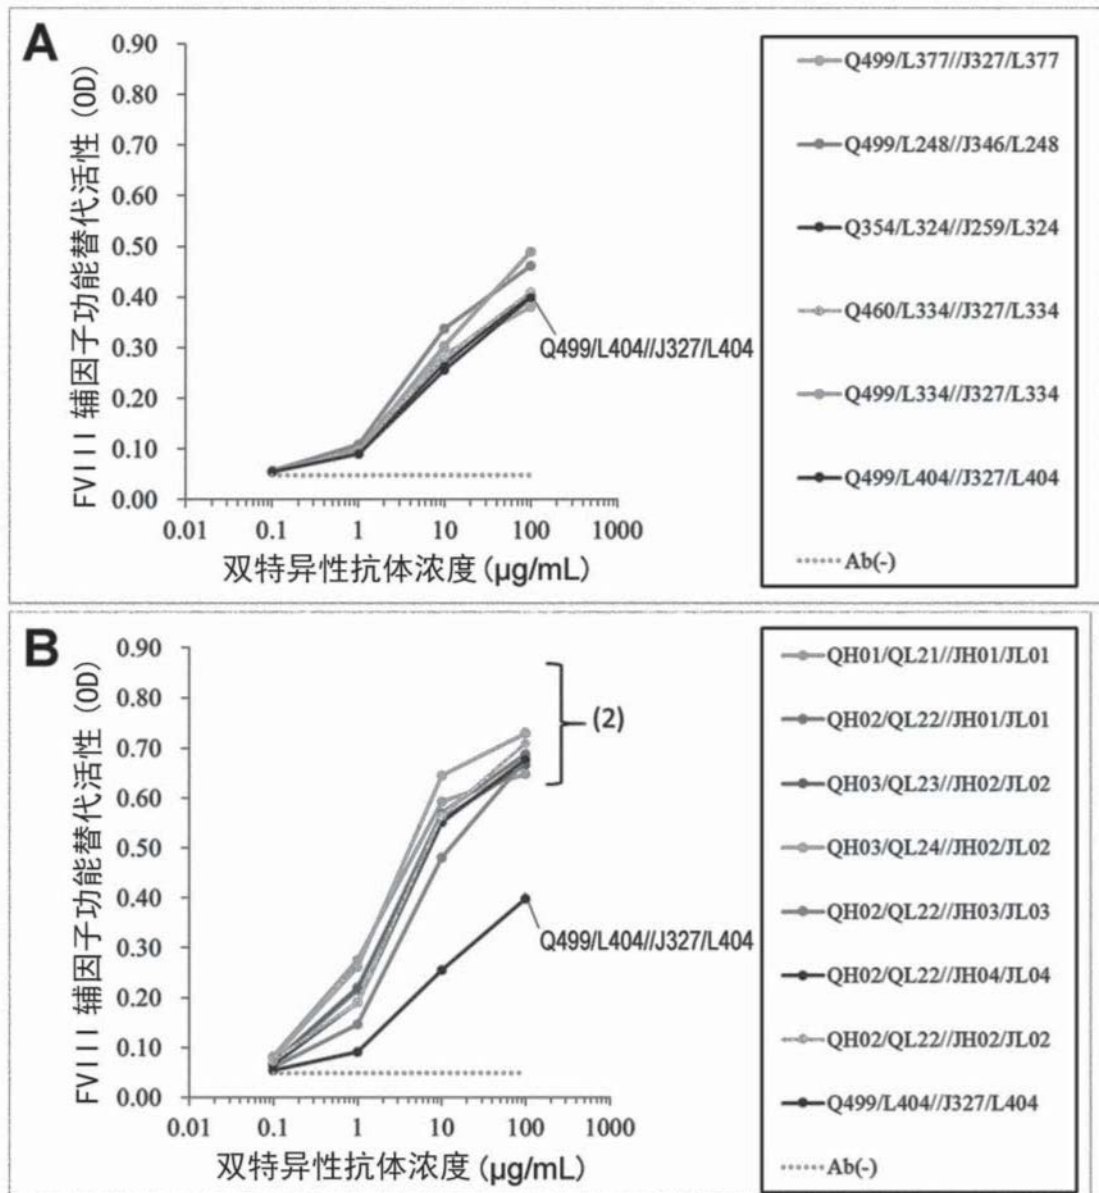 A
FVIII 辅因子功能替代活性 (OD)
0.90
0.80
0.70
0.60
0.50
0.40
0.30
0.20
0.10
0.00
0.01 0.1 1 10 100 1000
双特异性抗体浓度 (µg/mL)
Q499/L404//J327/L404
Q499/L377//J327/L377
Q499/L248//J346/L248
Q354/L324//J259/L324
Q460/L334//J327/L334
Q499/L334//J327/L334
Q499/L404//J327/L404
Ab(-)
B
FVIII 辅因子功能替代活性 (OD)
0.90
0.80
0.70
0.60
0.50
0.40
0.30
0.20
0.10
0.00
0.01 0.1 1 10 100 1000
双特异性抗体浓度 (µg/mL)
(2)
Q499/L404//J327/L404
QH01/QL21//JH01/JL01
QH02/QL22//JH01/JL01
QH03/QL23//JH02/JL02
QH03/QL24//JH02/JL02
QH02/QL22//JH03/JL03
QH02/QL22//JH04/JL04
QH02/QL22//JH02/JL02
Q499/L404//J327/L404
Ab(-)